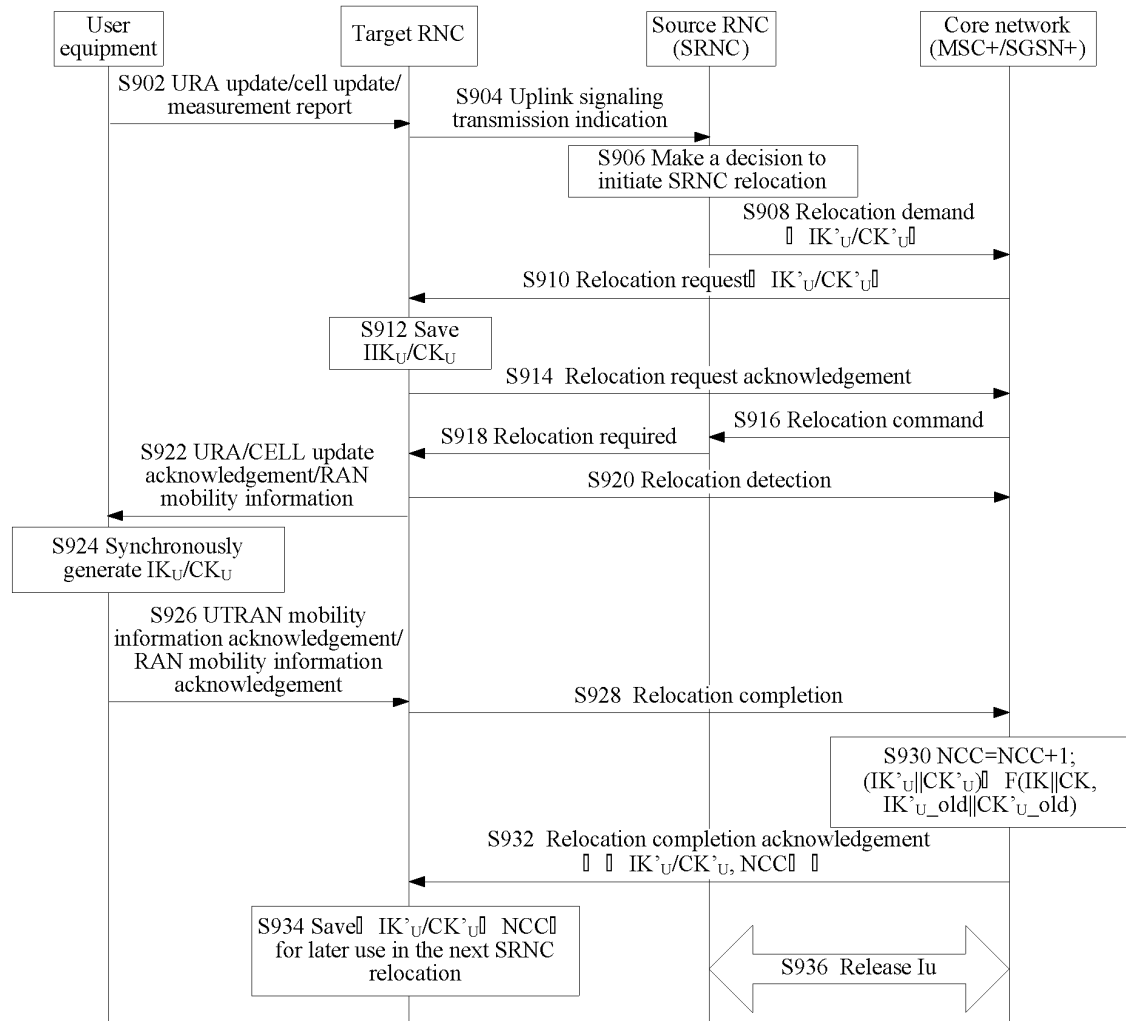 User
equipment
Target RNC
Source RNC
(SRNC)
Core network
(MSC+/SGSN+)
S902 URA update/cell update/
measurement report
S904 Uplink signaling
transmission indication
S906 Make a decision to
initiate SRNC relocation
S908 Relocation demand
▯ IK’U/CK’U▯
S910 Relocation request▯ IK’U/CK’U▯
S912 Save
IIKU/CKU
S914 Relocation request acknowledgement
S916 Relocation command
S918 Relocation required
S922 URA/CELL update
acknowledgement/RAN
mobility information
S920 Relocation detection
S924 Synchronously
generate IKU/CKU
S926 UTRAN mobility
information acknowledgement/
RAN mobility information
acknowledgement
S928 Relocation completion
S930 NCC=NCC+1;
(IK’U||CK’U)▯ F(IK||CK,
IK’U_old||CK’U_old)
S932 Relocation completion acknowledgement
▯ ▯ IK’U/CK’U, NCC▯ ▯
S934 Save▯ IK’U/CK’U▯ NCC▯
for later use in the next SRNC
relocation
S936 Release Iu